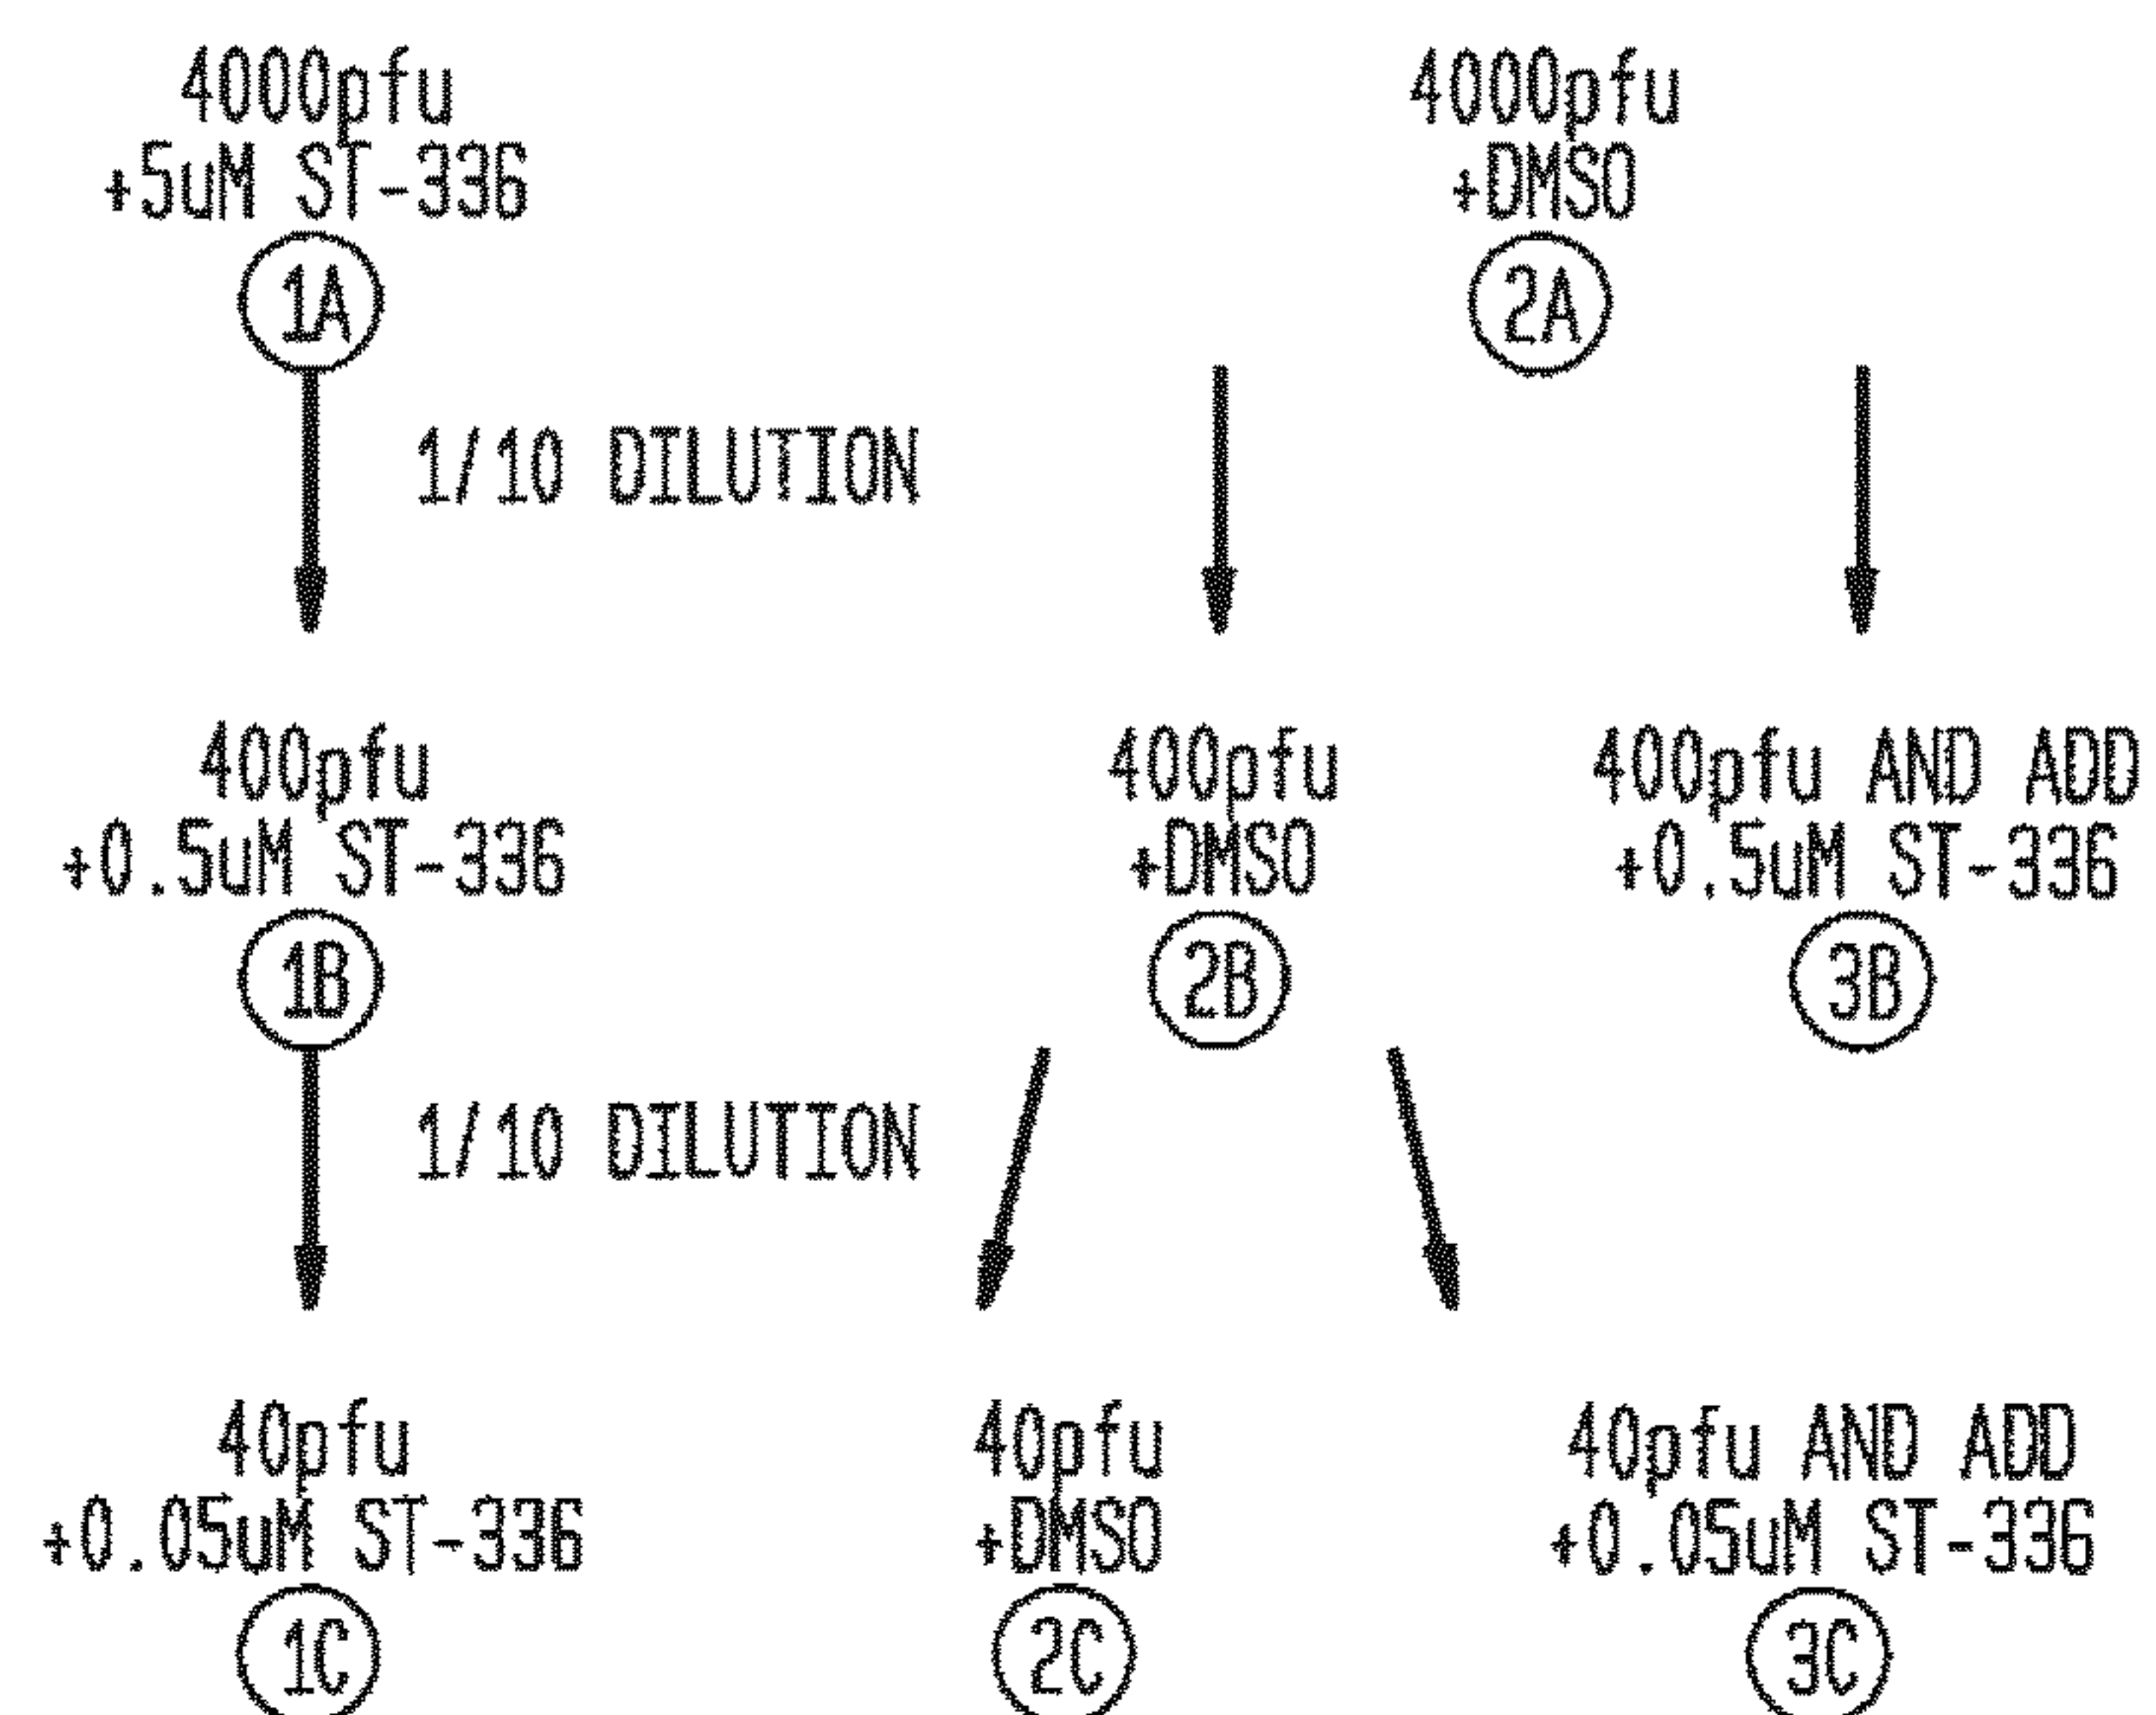 4000pfu
+5uM ST-336
1A
4000pfu
+DMSO
2A
1/10 DILUTION
400pfu
+0.5uM ST-336
1B
400pfu
+DMSO
2B
400pfu AND ADD
+0.5uM ST-336
3B
1/10 DILUTION
40pfu
+0.05uM ST-336
1C
40pfu
+DMSO
2C
40pfu AND ADD
+0.05uM ST-336
3C